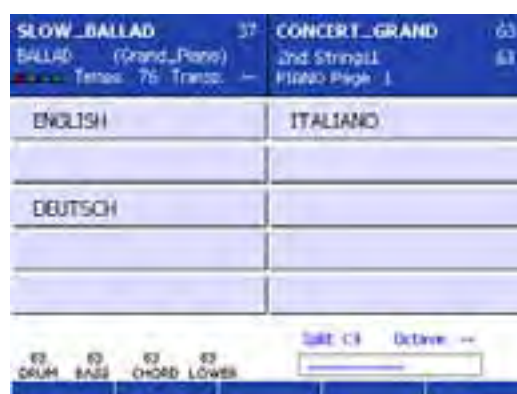 SLOW_BALLAD 37
BALLAD (Grand_Piano)
Tempo 76 Transp. --
CONCERT_GRAND 63
2nd Strings1 63
PIANO Page 1
ENGLISH ITALIANO
DEUTSCH
Split C3 Octave --
63 63 63 63
DRUM BASS CHORD LOWER